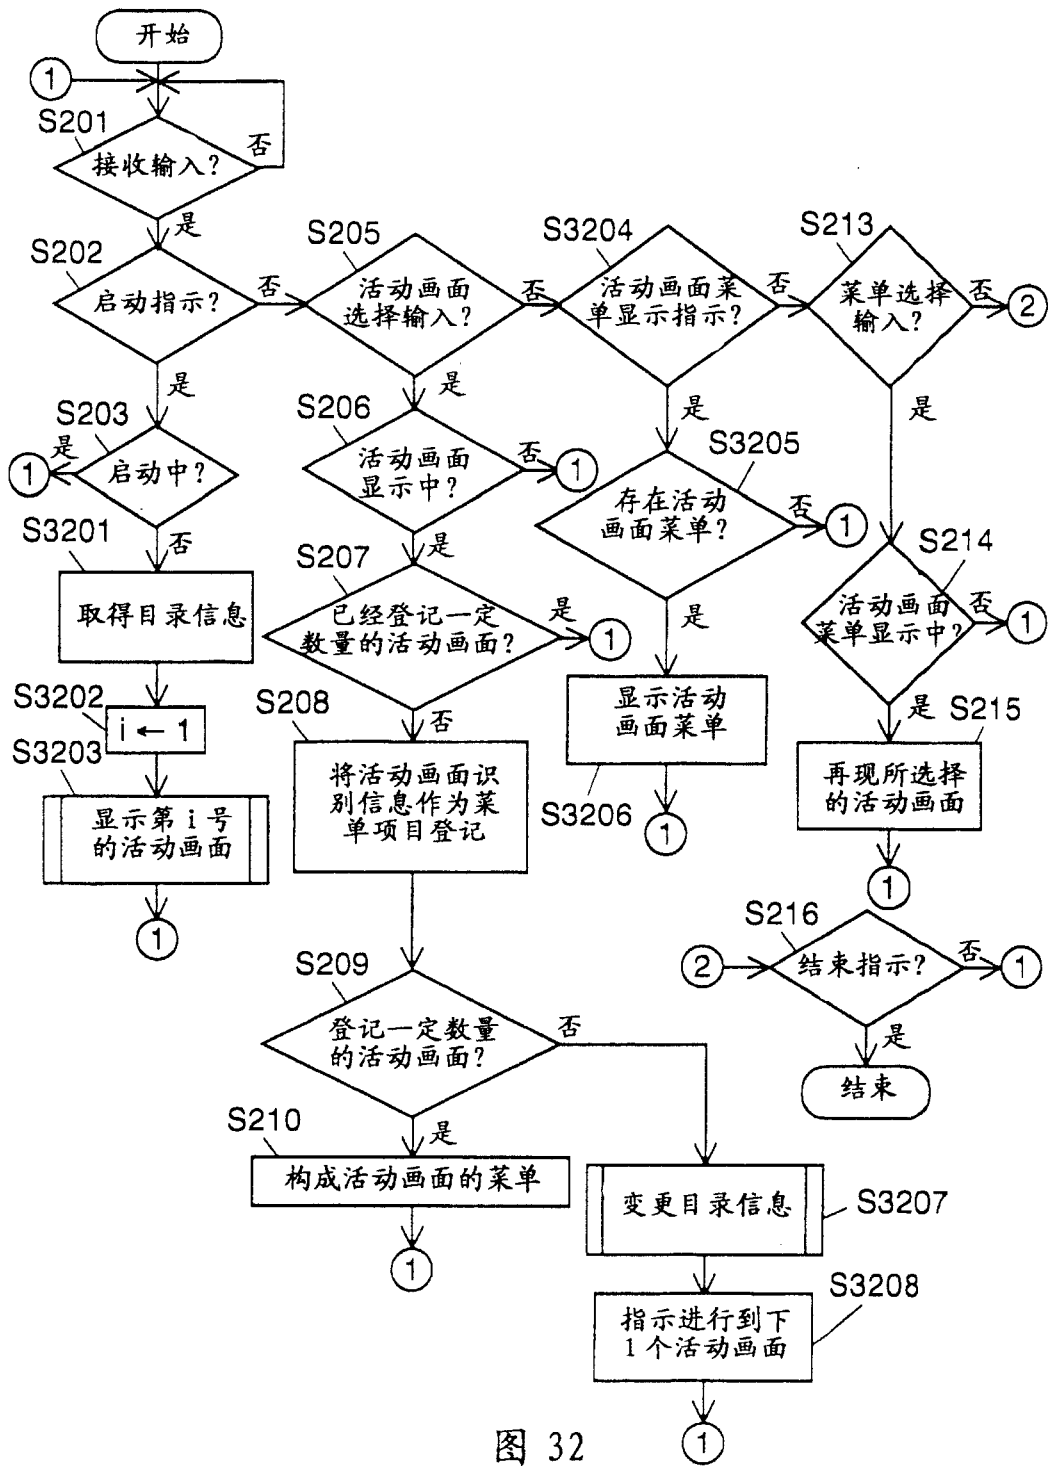 开始
1
S201
接收输入?
否
是
S202
启动指示?
否
是
S205
活动画面
选择输入?
否
是
S3204
活动画面菜
单显示指示?
否
是
S213
菜单选择
输入?
否
2
是
S203
启动中?
是
1
否
S206
活动画面
显示中?
否
1
是
S3205
存在活动
画面菜单?
否
1
是
S214
活动画面
菜单显示中?
否
1
是
S3201
取得目录信息
S207
已经登记一定
数量的活动画面?
是
1
否
S3202
i ← 1
S3203
显示第 i 号
的活动画面
1
S208
将活动画面识
别信息作为菜
单项目登记
显示活动
画面菜单
S3206
1
S215
再现所选择
的活动画面
1
S216
2
结束指示?
否
1
是
结束
S209
登记一定数量
的活动画面?
否
是
S210
构成活动画面的菜单
1
变更目录信息
S3207
S3208
指示进行到下
1个活动画面
1
图 32